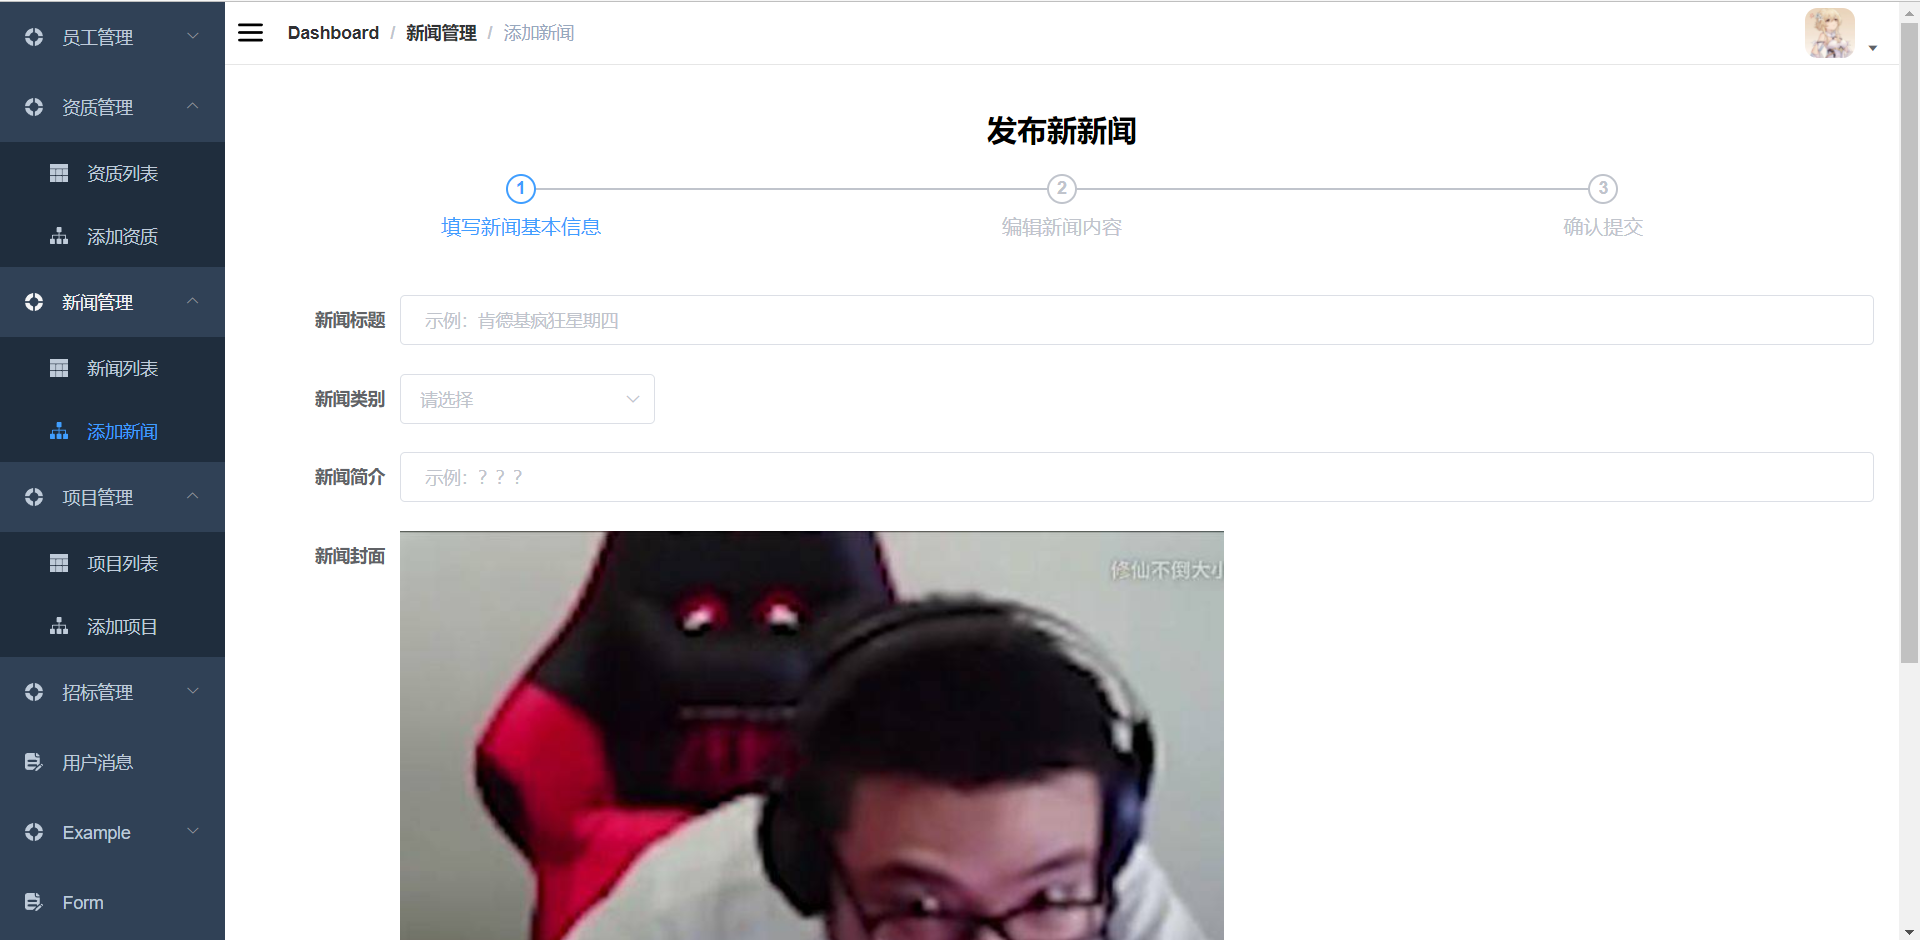 员工管理
资质管理
资质列表
添加资质
新闻管理
新闻列表
添加新闻
项目管理
项目列表
添加项目
招标管理
用户消息
Example
Form
Dashboard / 新闻管理 / 添加新闻
发布新新闻
1
2
3
填写新闻基本信息
编辑新闻内容
确认提交
新闻标题
示例：肯德基疯狂星期四
新闻类别
请选择
新闻简介
示例：？？？
新闻封面
修仙不倒大小